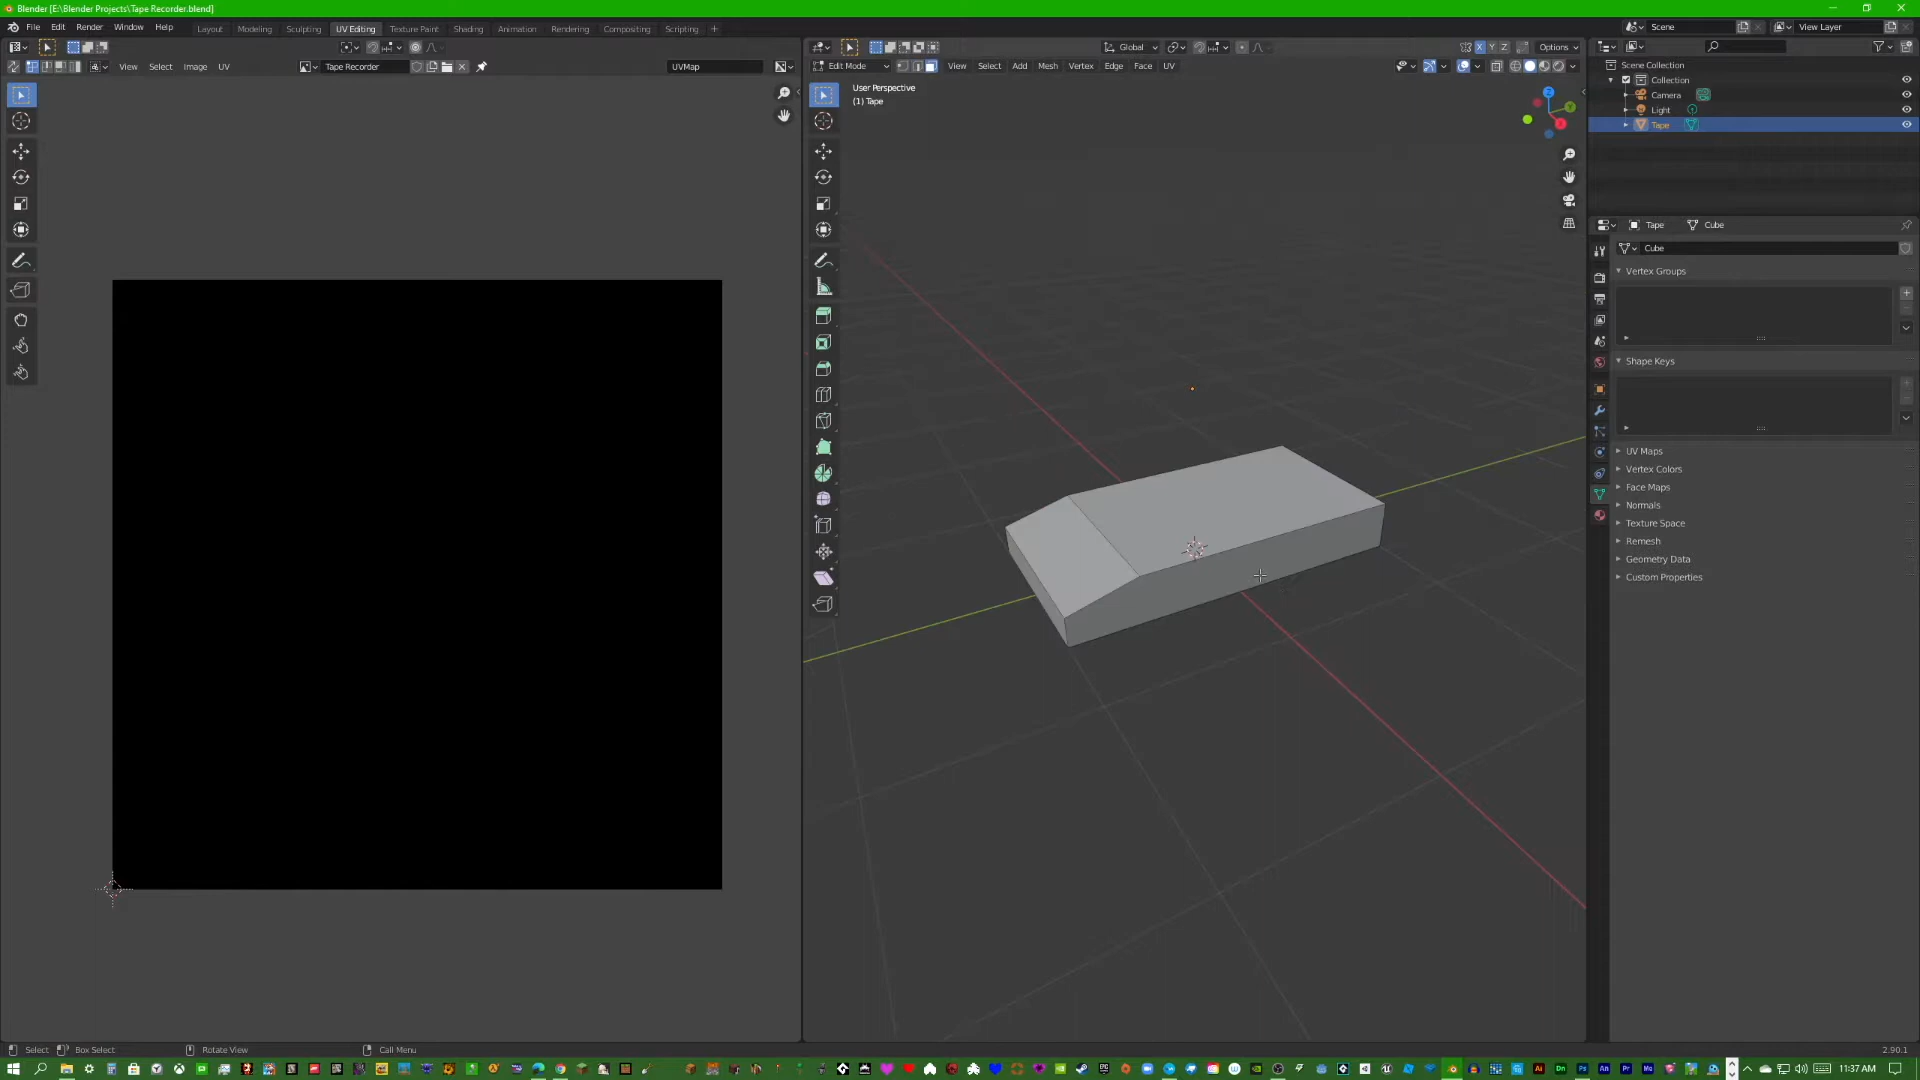 Blender [E:\Blender Projects\Tape Recorder.blend]
File Edit Render Window Help Layout Modeling Sculpting UV Editing Texture Paint Shading Animation Rendering Compositing Scripting + Scene View Layer
Global X Y Z Options
View Select Image UV Tape Recorder UVMap Edit Mode View Select Add Mesh Vertex Edge Face UV
Scene Collection
Collection
Camera
Light
Tape
User Perspective
(1) Tape
Z
Y
X
Tape Cube
Cube
Vertex Groups
Shape Keys
UV Maps
Vertex Colors
Face Maps
Normals
Texture Space
Remesh
Geometry Data
Custom Properties
Select Box Select Rotate View Call Menu 2.90.1
11:37 AM